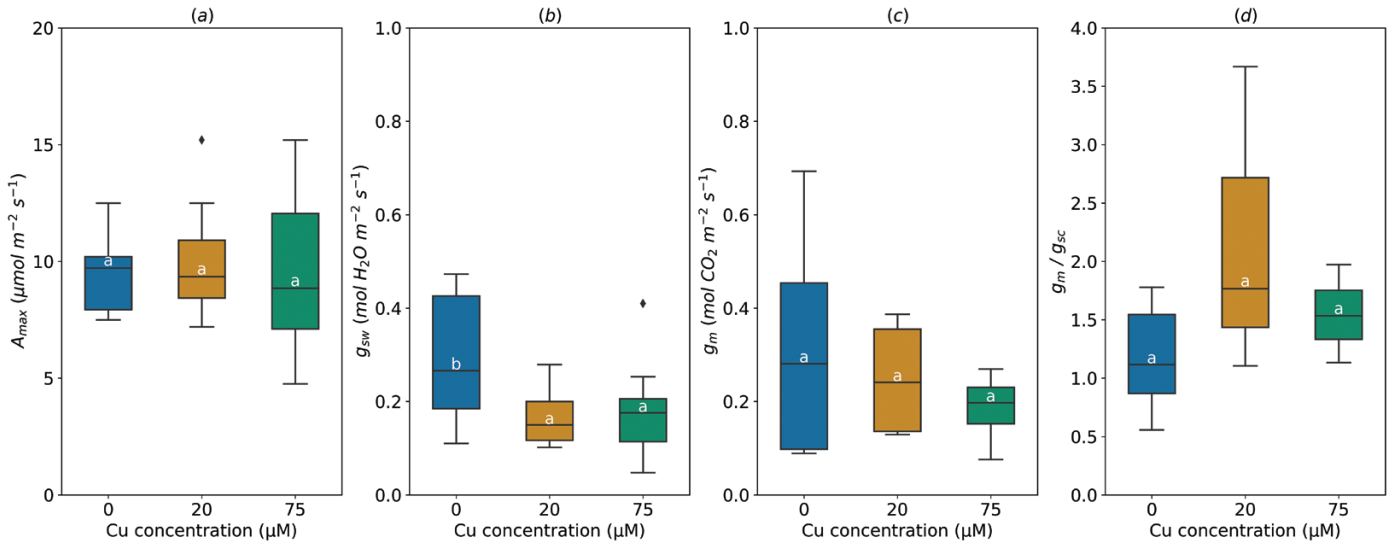 (a)
20
15
10
5
0
A_max (μmol m⁻² s⁻¹)
a
a
a
0 20 75
Cu concentration (μM)
(b)
1.0
0.8
0.6
0.4
0.2
0.0
g_sw (mol H₂O m⁻² s⁻¹)
b
a
a
0 20 75
Cu concentration (μM)
(c)
1.0
0.8
0.6
0.4
0.2
0.0
g_m (mol CO₂ m⁻² s⁻¹)
a
a
a
0 20 75
Cu concentration (μM)
(d)
4.0
3.5
3.0
2.5
2.0
1.5
1.0
0.5
0.0
g_m / g_sc
a
a
a
0 20 75
Cu concentration (μM)